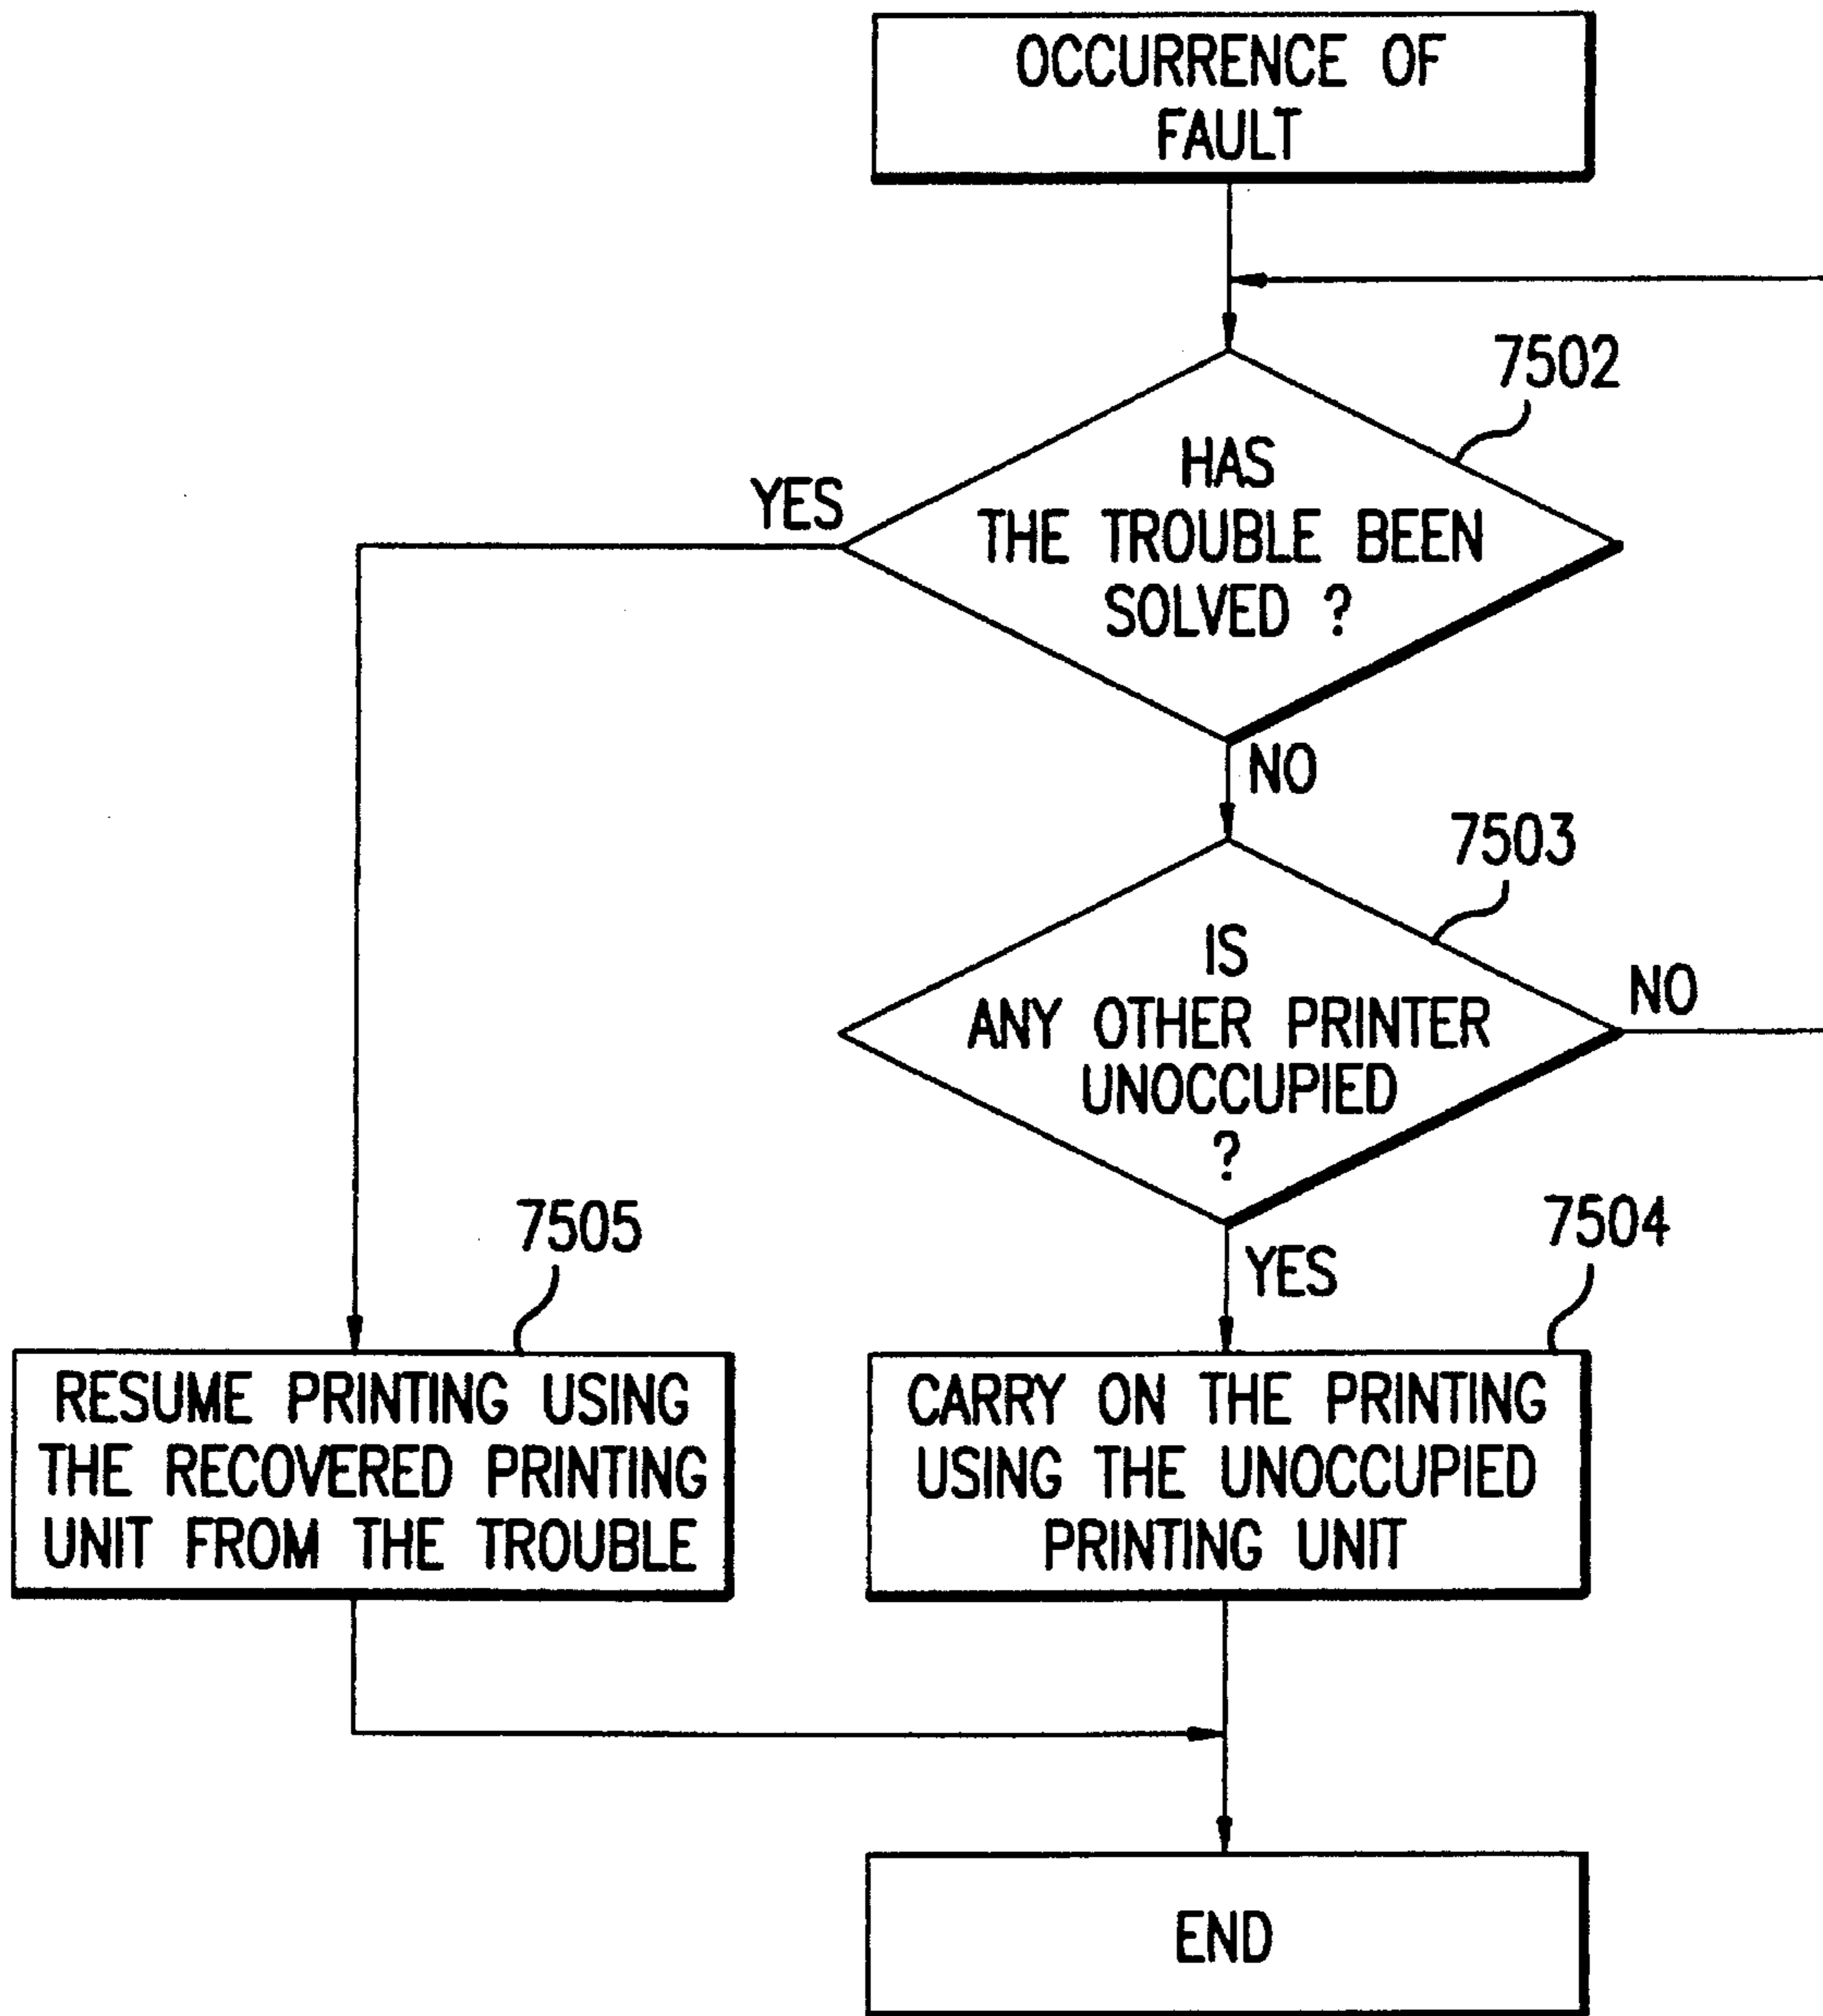 OCCURRENCE OF
FAULT
7502
HAS
THE TROUBLE BEEN
SOLVED ?
YES
NO
7503
IS
ANY OTHER PRINTER
UNOCCUPIED
?
NO
YES
7505
7504
RESUME PRINTING USING
THE RECOVERED PRINTING
UNIT FROM THE TROUBLE
CARRY ON THE PRINTING
USING THE UNOCCUPIED
PRINTING UNIT
END